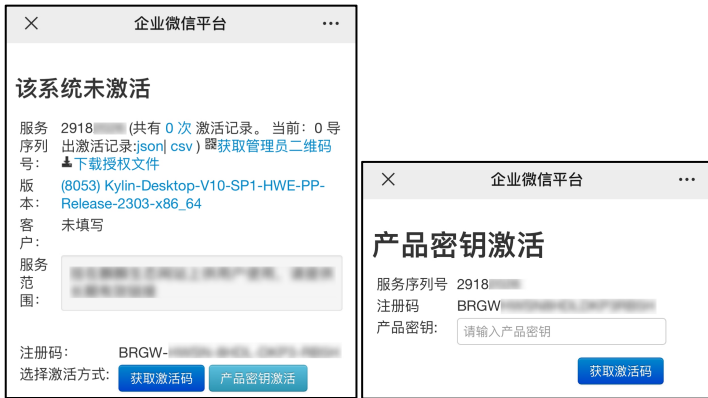 企业微信平台
该系统未激活
服务 2918 (共有 0 次 激活记录。 当前：0 导
序列 出激活记录:json| csv ) 获取管理员二维码
号： 下载授权文件
版 (8053) Kylin-Desktop-V10-SP1-HWE-PP-
本： Release-2303-x86_64
客 未填写
户：
服务
范
围：
注册码： BRGW-
选择激活方式: 获取激活码 产品密钥激活
企业微信平台
产品密钥激活
服务序列号 2918
注册码 BRGW
产品密钥: 请输入产品密钥
获取激活码